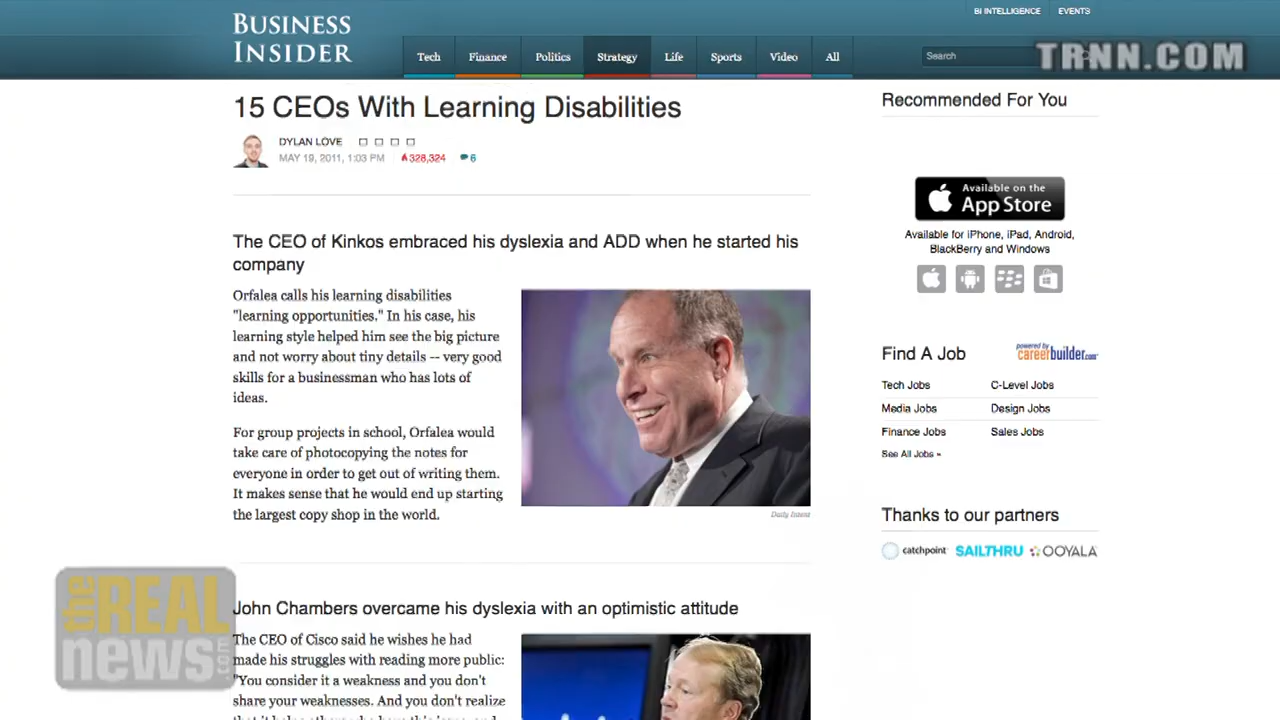 BI INTELLIGENCE
EVENTS
BUSINESS
INSIDER
Tech
Finance
Politics
Strategy
Life
Sports
Video
All
Search
TRNN.COM
15 CEOs With Learning Disabilities
DYLAN LOVE
MAY 19, 2011, 1:03 PM
328,324
6
The CEO of Kinkos embraced his dyslexia and ADD when he started his
company
Orfalea calls his learning disabilities
"learning opportunities." In his case, his
learning style helped him see the big picture
and not worry about tiny details -- very good
skills for a businessman who has lots of
ideas.
For group projects in school, Orfalea would
take care of photocopying the notes for
everyone in order to get out of writing them.
It makes sense that he would end up starting
the largest copy shop in the world.
John Chambers overcame his dyslexia with an optimistic attitude
The CEO of Cisco said he wishes he had
made his struggles with reading more public:
"You consider it a weakness and you don't
share your weaknesses. And you don't realize
Recommended For You
Available on the
App Store
Available for iPhone, iPad, Android,
BlackBerry and Windows
Find A Job
powered by
careerbuilder.com
Tech Jobs
C-Level Jobs
Media Jobs
Design Jobs
Finance Jobs
Sales Jobs
See All Jobs »
Thanks to our partners
catchpoint
SAILTHRU
OOYALA
the REAL
news.com